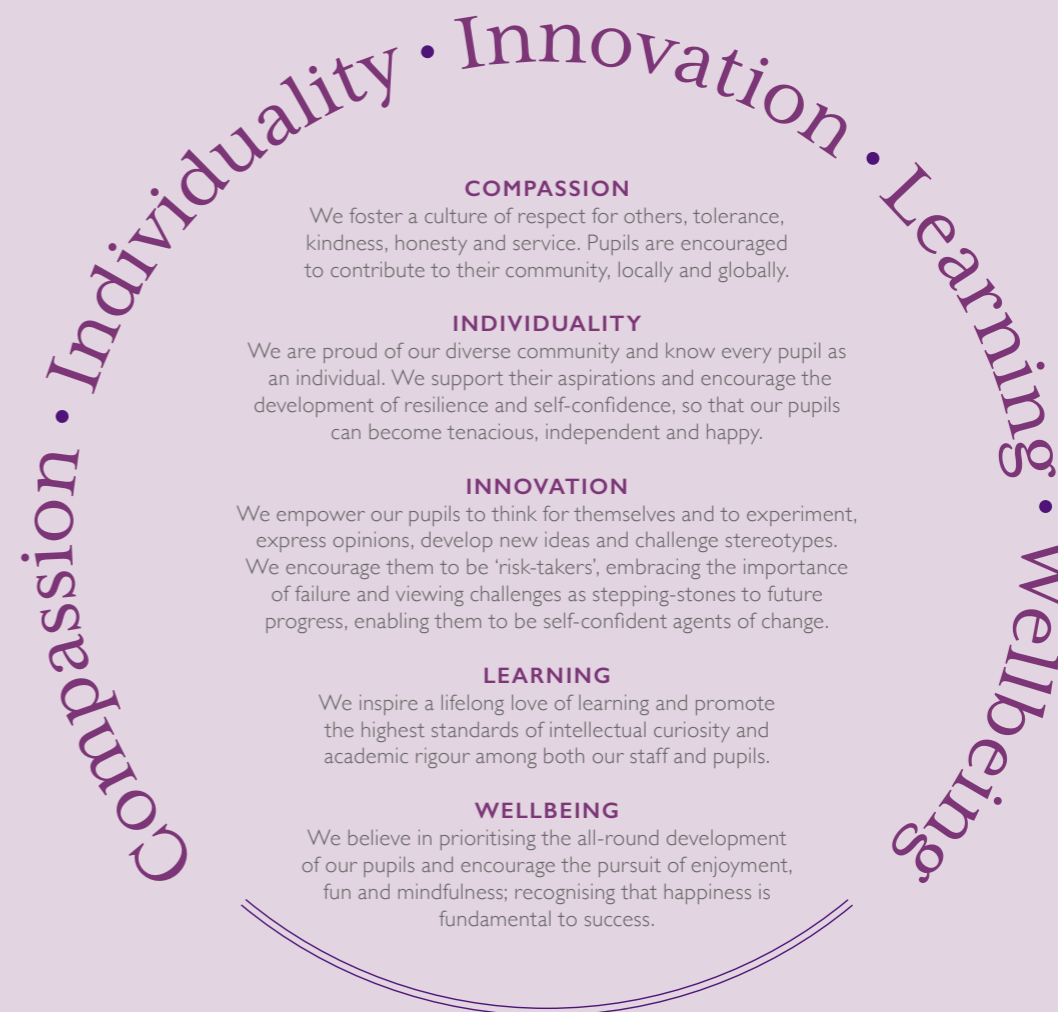 Compassion · Individuality · Innovation · Learning · Wellbeing
COMPASSION
We foster a culture of respect for others, tolerance,
kindness, honesty and service. Pupils are encouraged
to contribute to their community, locally and globally.
INDIVIDUALITY
We are proud of our diverse community and know every pupil as
an individual. We support their aspirations and encourage the
development of resilience and self-confidence, so that our pupils
can become tenacious, independent and happy.
INNOVATION
We empower our pupils to think for themselves and to experiment,
express opinions, develop new ideas and challenge stereotypes.
We encourage them to be ‘risk-takers’, embracing the importance
of failure and viewing challenges as stepping-stones to future
progress, enabling them to be self-confident agents of change.
LEARNING
We inspire a lifelong love of learning and promote
the highest standards of intellectual curiosity and
academic rigour among both our staff and pupils.
WELLBEING
We believe in prioritising the all-round development
of our pupils and encourage the pursuit of enjoyment,
fun and mindfulness; recognising that happiness is
fundamental to success.